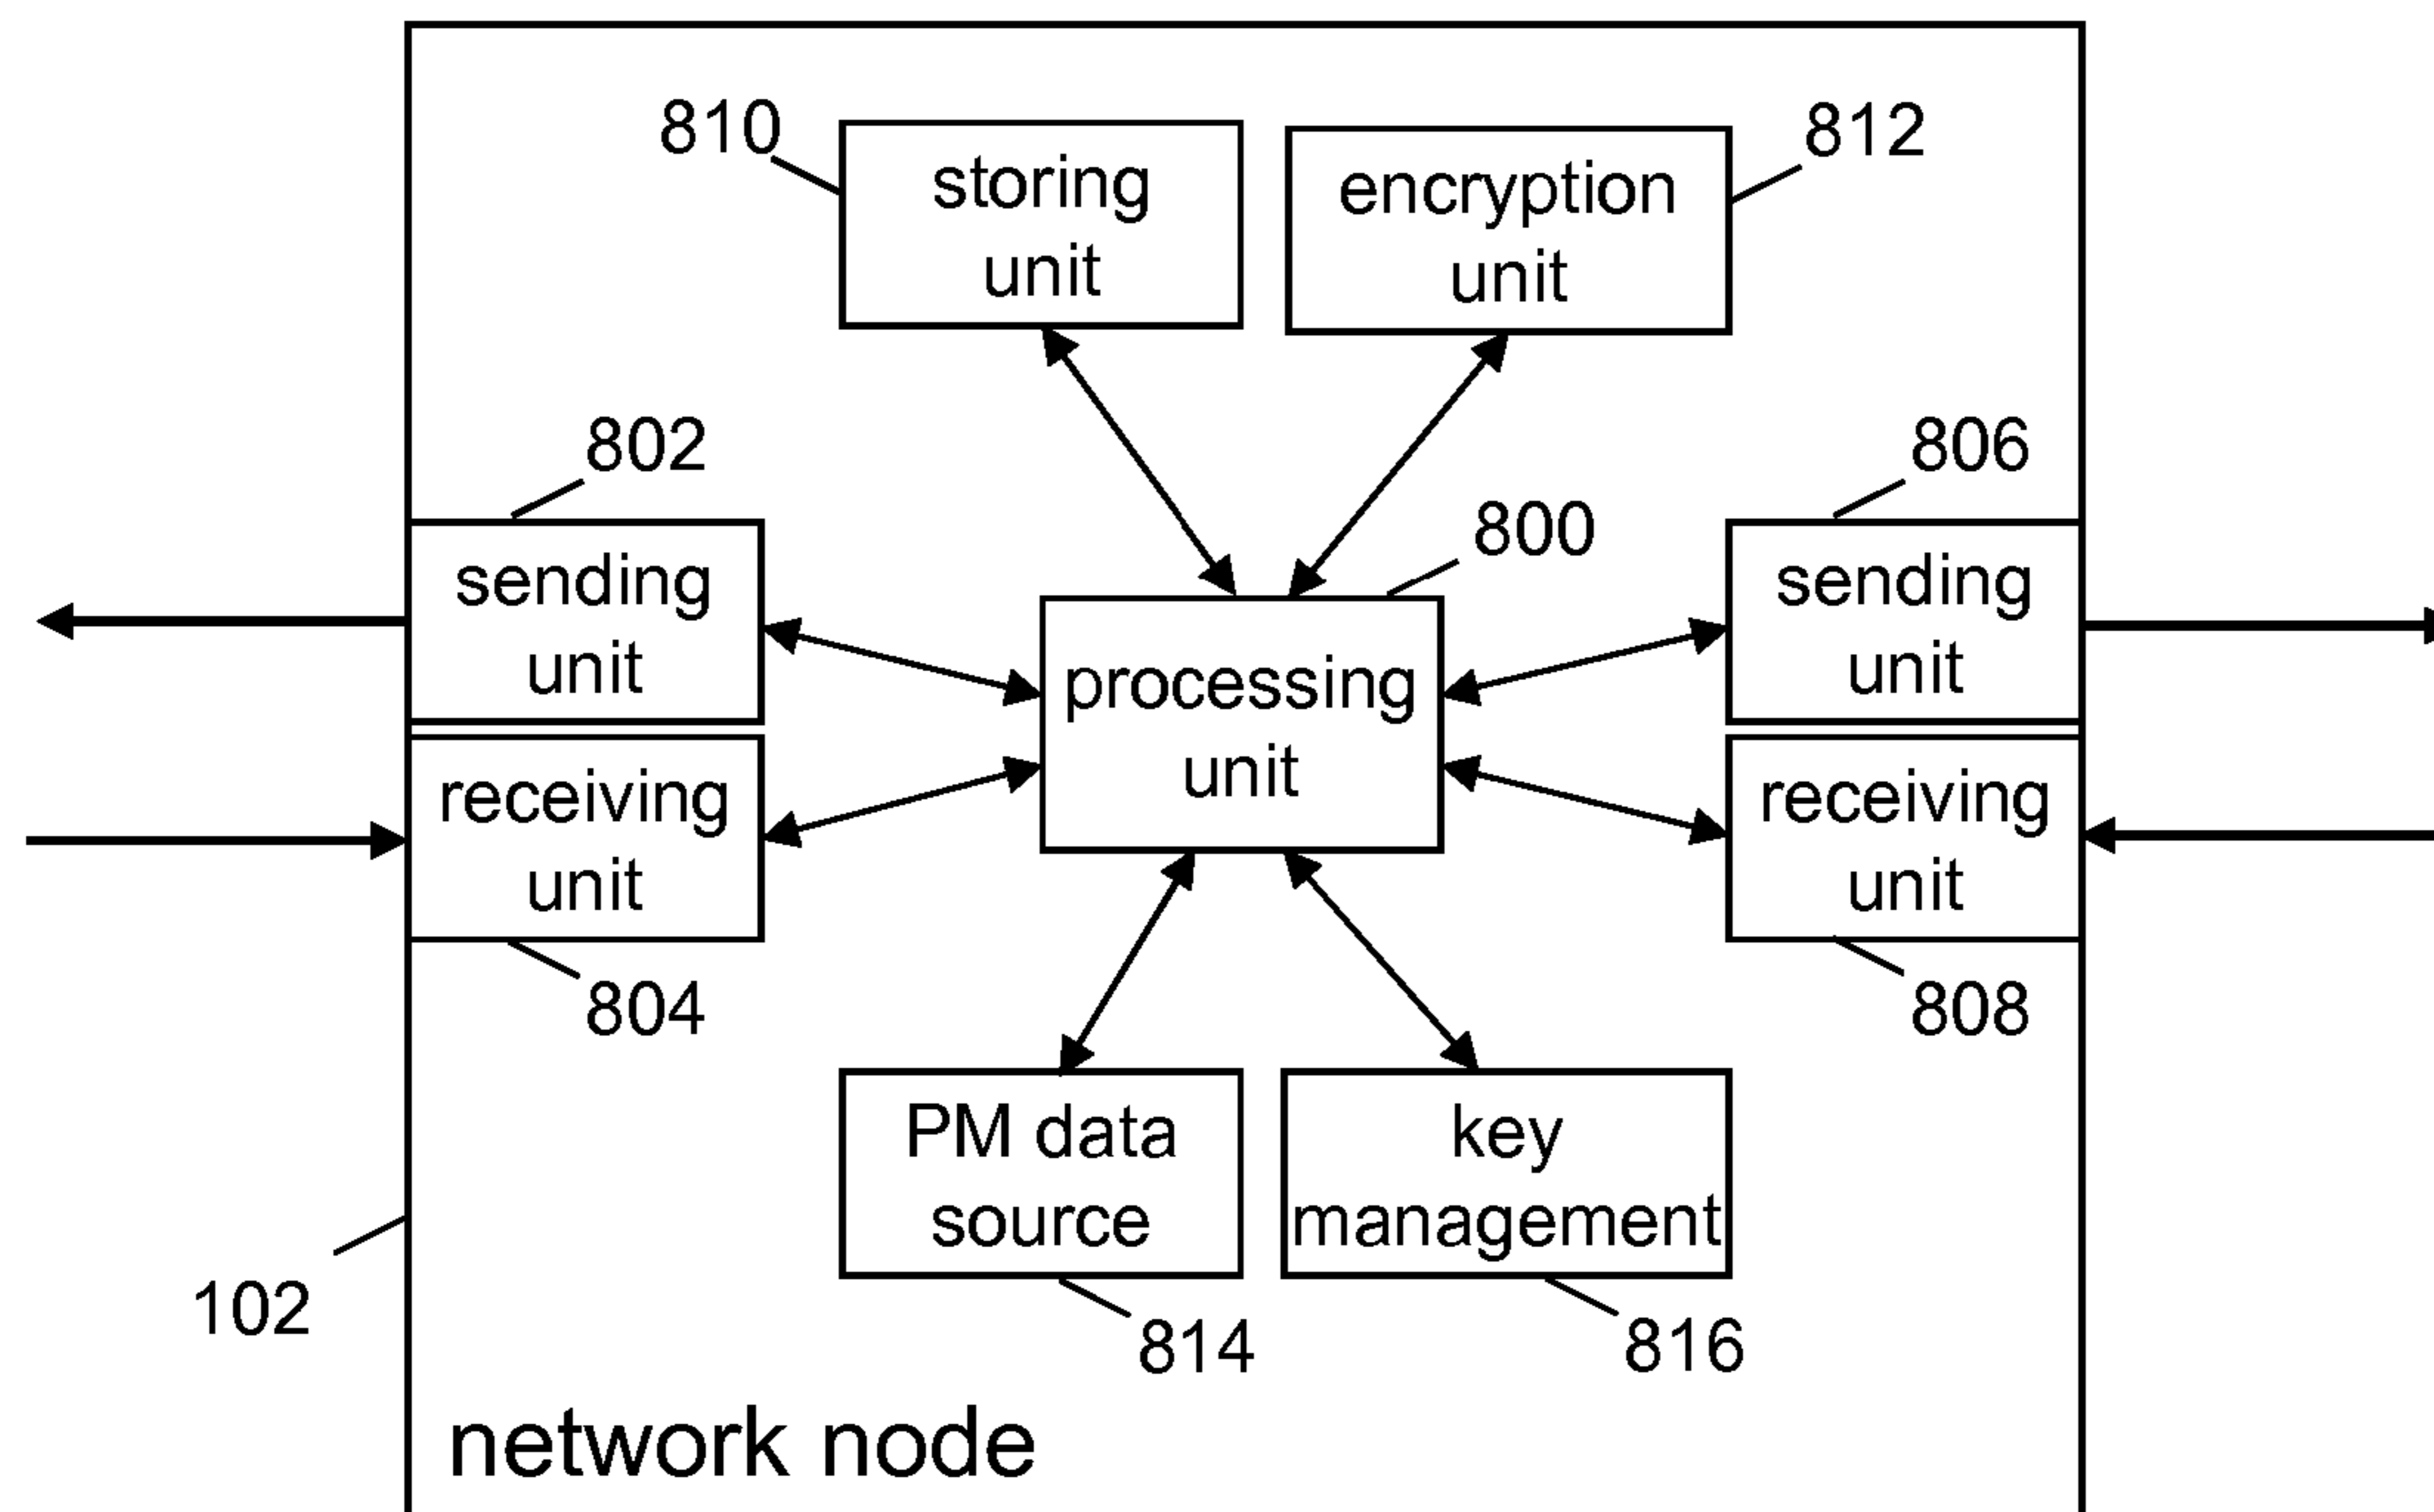 810
storing
unit
encryption
unit
812
802
sending
unit
800
806
sending
unit
processing
unit
receiving
unit
804
receiving
unit
808
PM data
source
814
key
management
816
102
network node